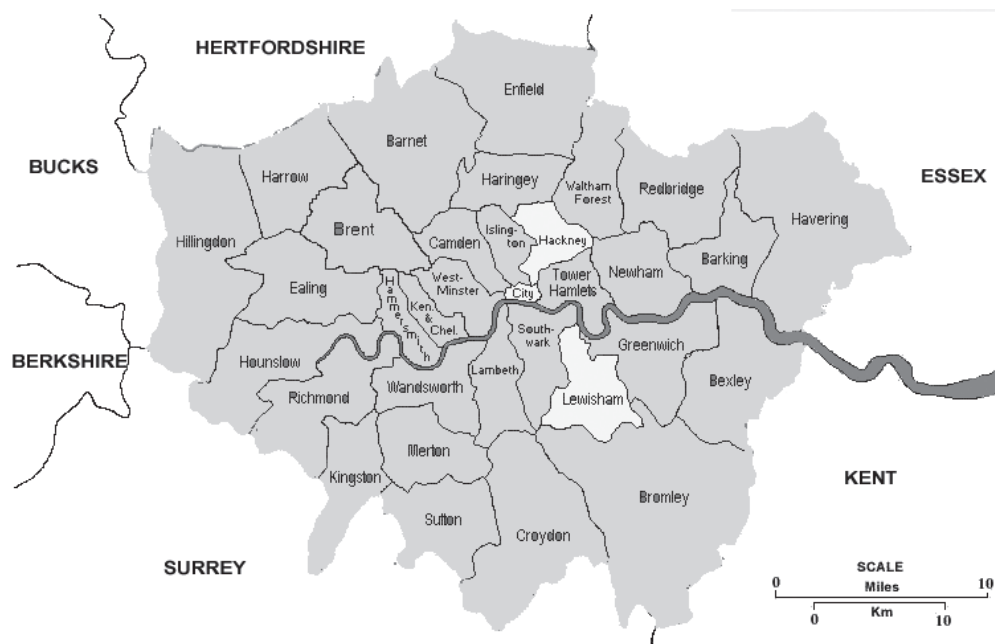 HERTFORDSHIRE
Enfield
Barnet
BUCKS
ESSEX
Harrow
Haringey
Waltham
Forest
Redbridge
Havering
Hillingdon
Brent
Camden
Isling-
ton
Hackney
Barking
Ealing
Hammersmith
Ken.
&
Chel.
West-
Minster
City
Tower
Hamlets
Newham
BERKSHIRE
Hounslow
South-
wark
Greenwich
Richmond
Wandsworth
Lambeth
Lewisham
Bexley
Merton
Kingston
KENT
Bromley
Sutton
Croydon
SURREY
SCALE
0 Miles 10
0 Km 10